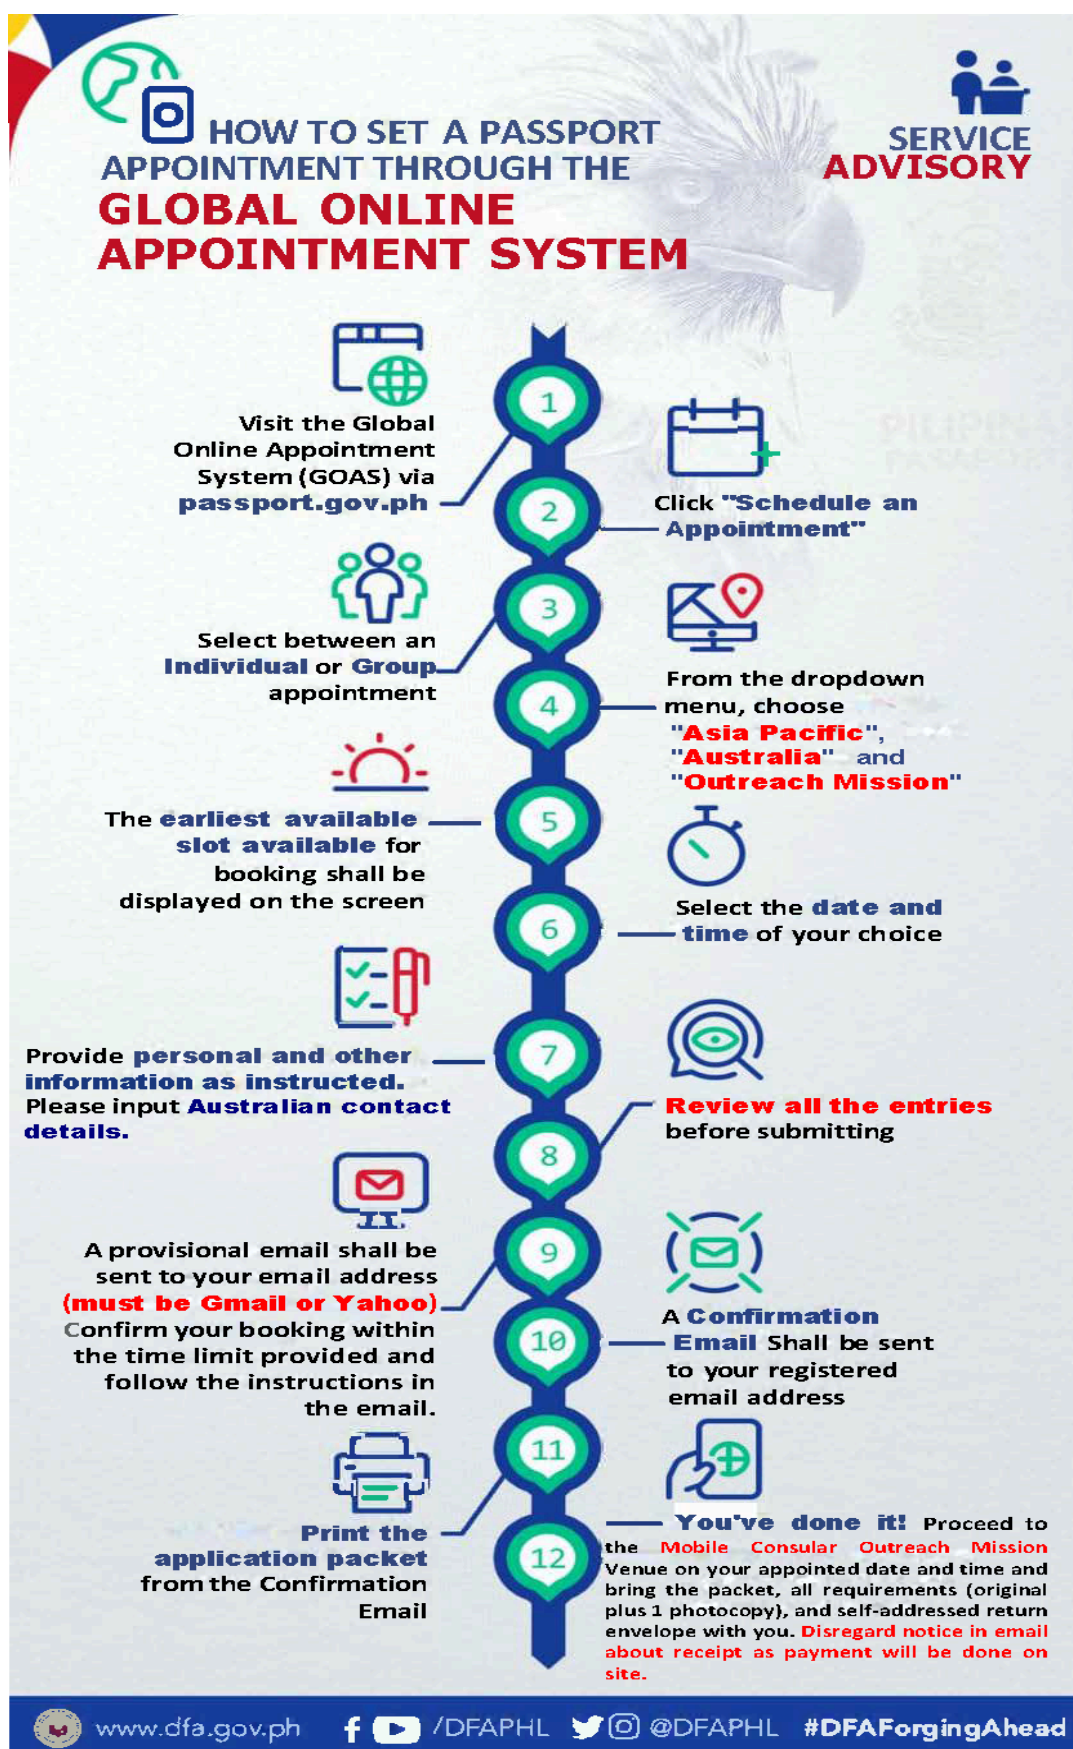 HOW TO SET A PASSPORT
APPOINTMENT THROUGH THE
GLOBAL ONLINE
APPOINTMENT SYSTEM
SERVICE
ADVISORY
1
Visit the Global
Online Appointment
System (GOAS) via
passport.gov.ph
2
Click "Schedule an
Appointment"
3
Select between an
Individual or Group
appointment
4
From the dropdown
menu, choose
"Asia Pacific",
"Australia" and
"Outreach Mission"
5
The earliest available
slot available for
booking shall be
displayed on the screen
6
Select the date and
time of your choice
7
Provide personal and other
information as instructed.
Please input Australian contact
details.
8
Review all the entries
before submitting
9
A provisional email shall be
sent to your email address
(must be Gmail or Yahoo)
Confirm your booking within
the time limit provided and
follow the instructions in
the email.
10
A Confirmation
Email Shall be sent
to your registered
email address
11
Print the
application packet
from the Confirmation
Email
12
You've done it! Proceed to
the Mobile Consular Outreach Mission
Venue on your appointed date and time and
bring the packet, all requirements (original
plus 1 photocopy), and self-addressed return
envelope with you. Disregard notice in email
about receipt as payment will be done on
site.
www.dfa.gov.ph /DFAPHL @DFAPHL #DFAForgingAhead